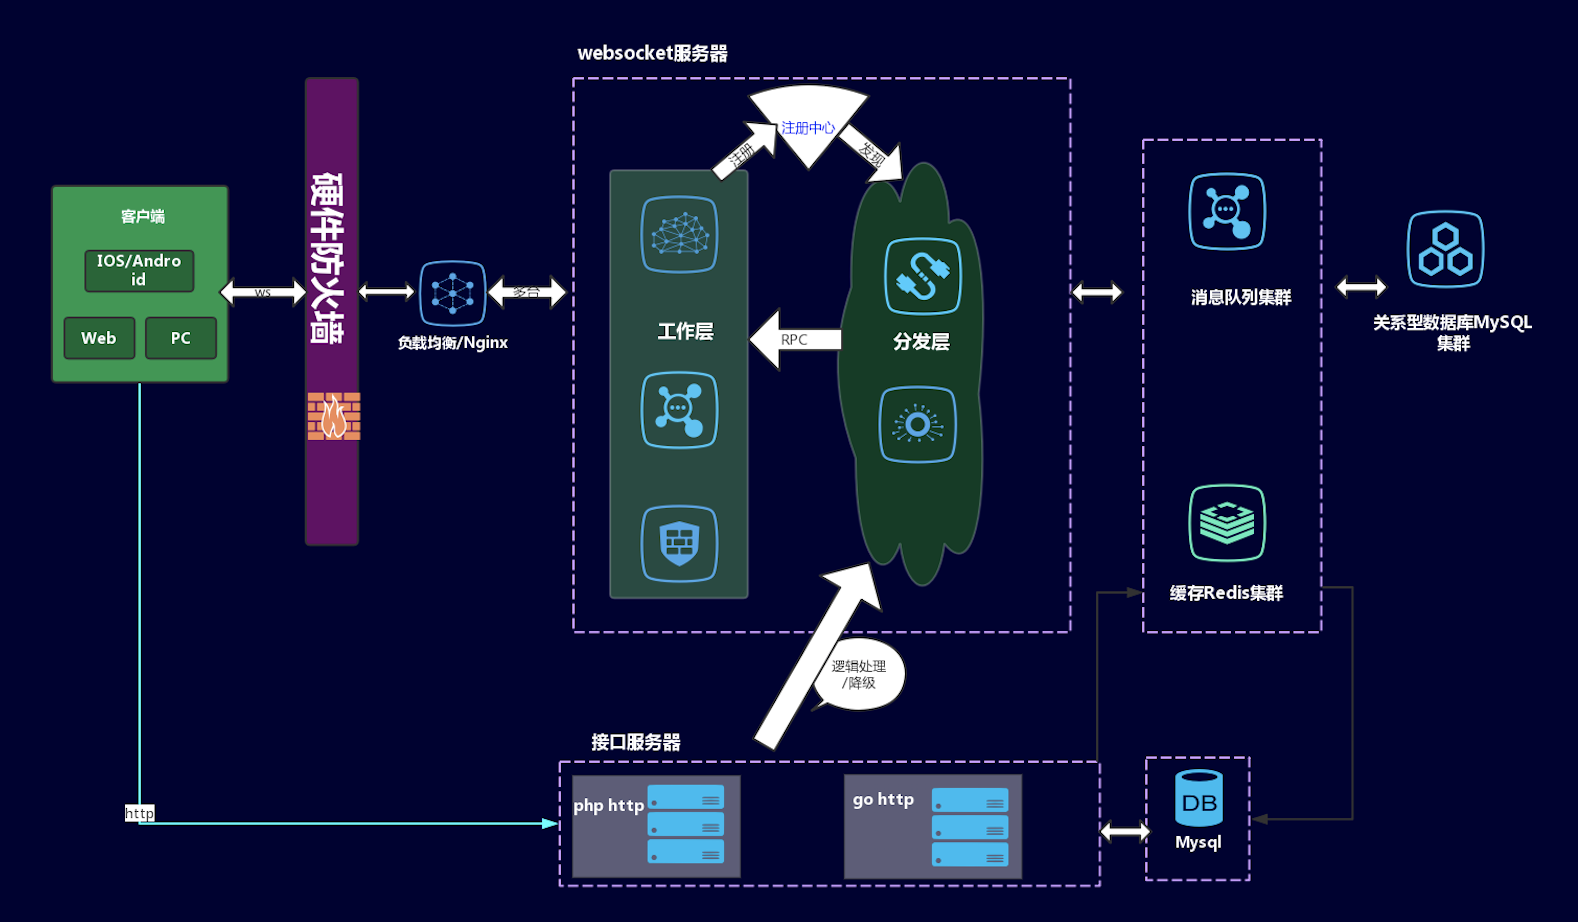 websocket服务器
注册中心
注册
发现
硬件防火墙
客户端
IOS/Andro
id
Web
PC
ws
多台
负载均衡/Nginx
工作层
RPC
分发层
消息队列集群
关系型数据库MySQL
集群
缓存Redis集群
逻辑处理
/降级
接口服务器
php http
go http
http
DB
Mysql